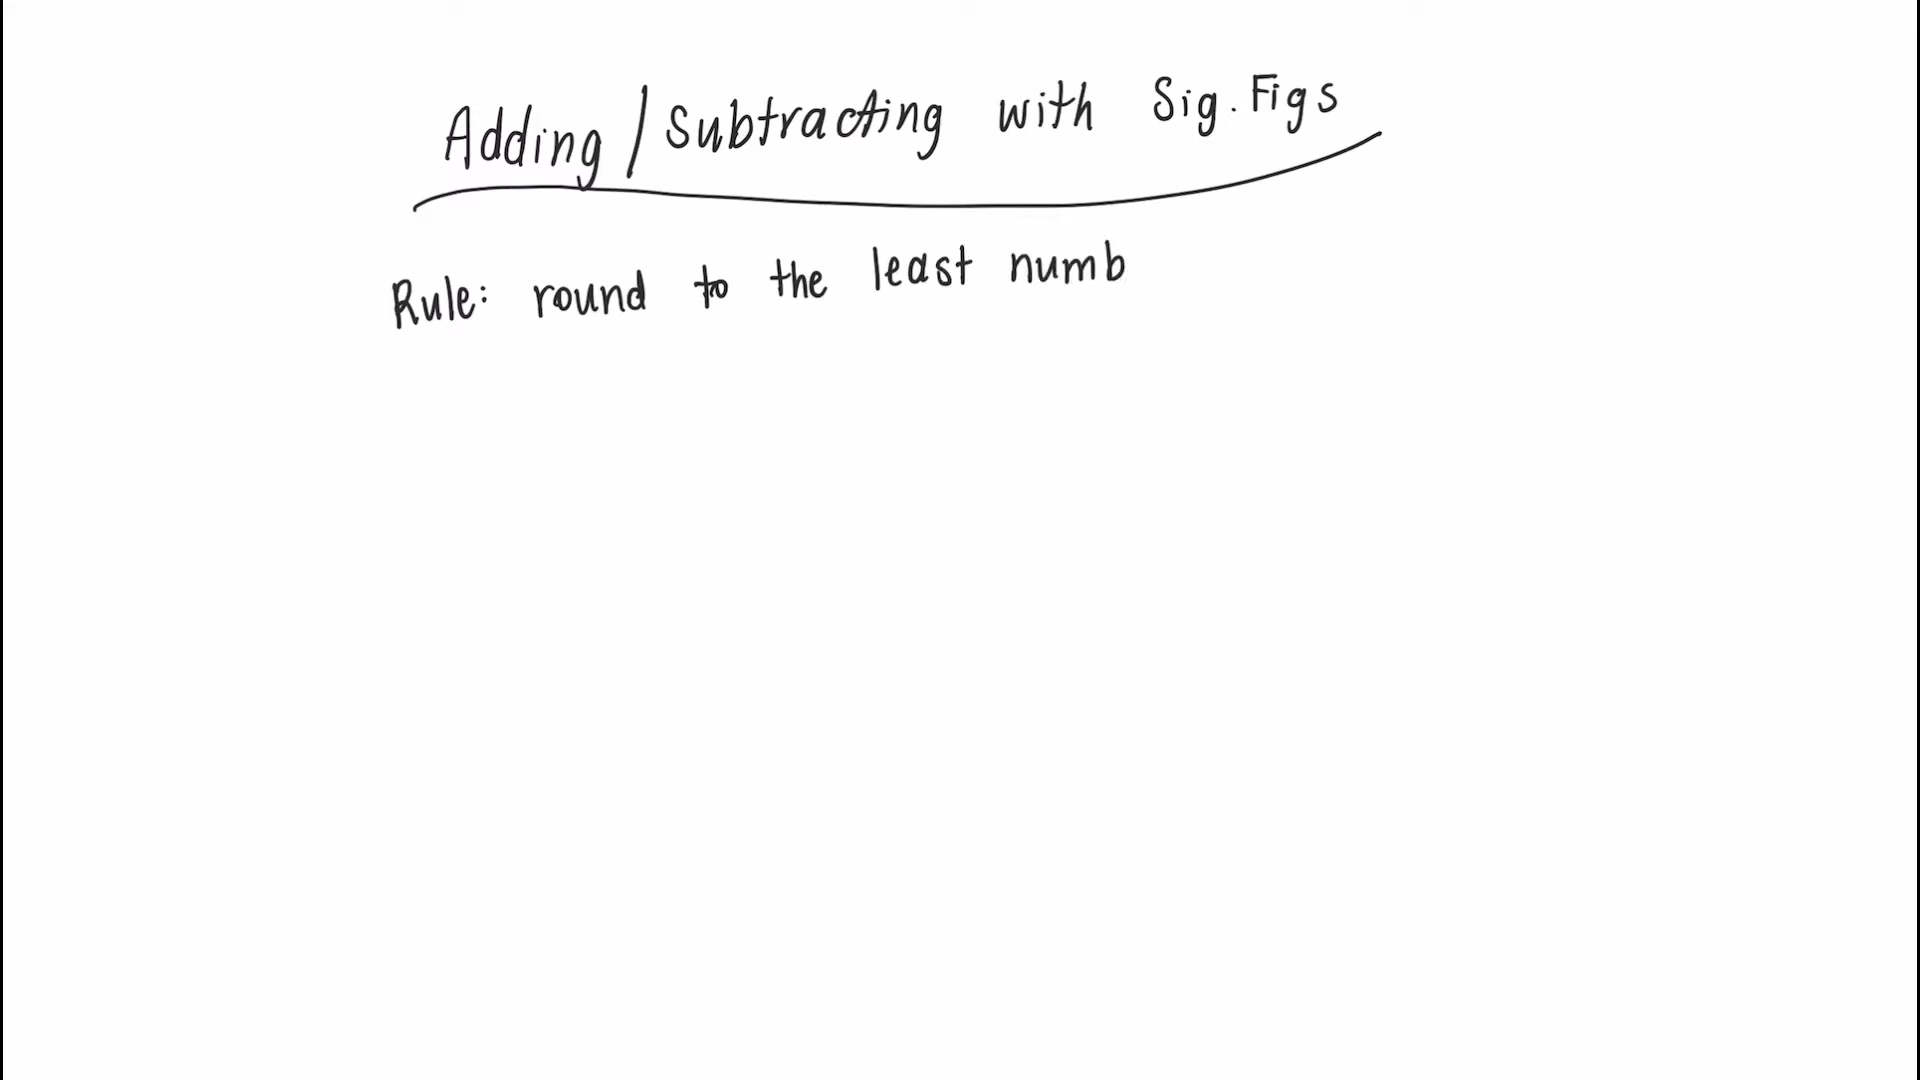 Adding / Subtracting with Sig. Figs
Rule: round to the least numb